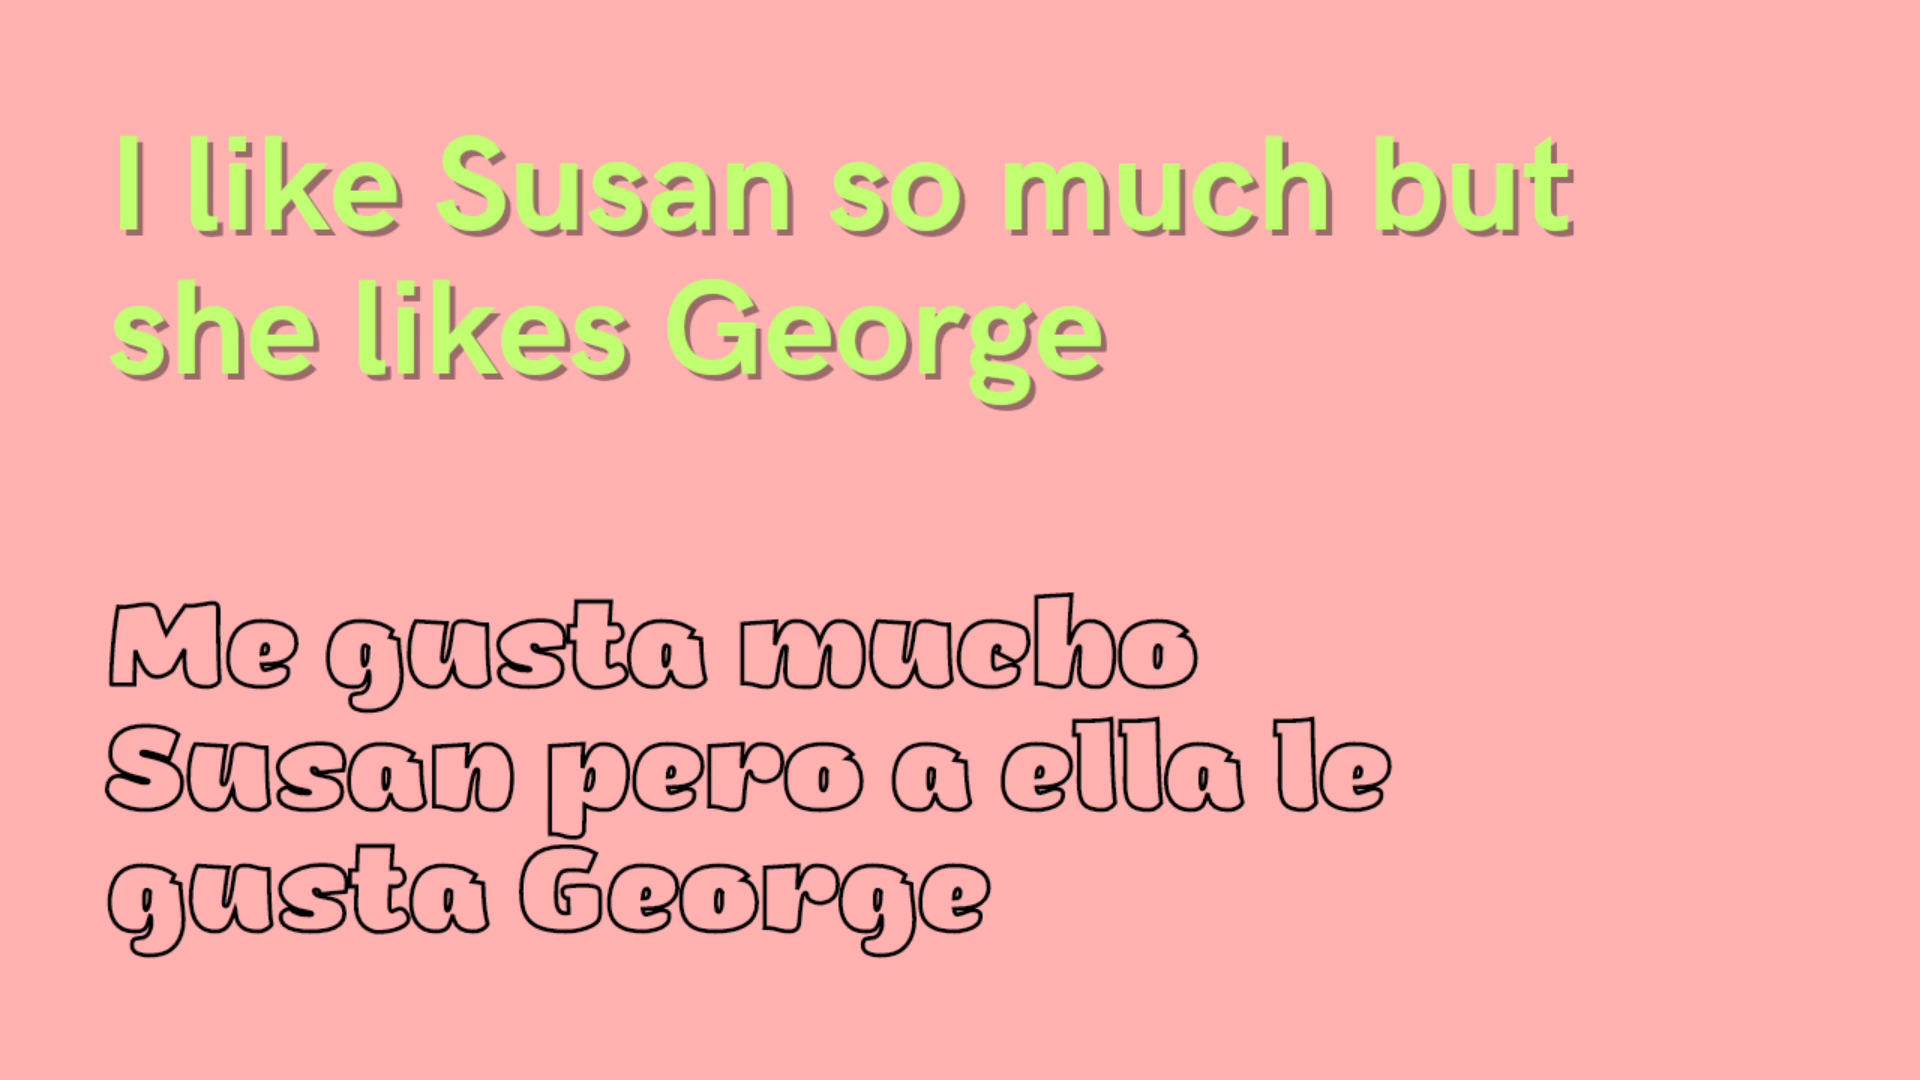 I like Susan so much but
she likes George
Me gusta mucho
Susan pero a ella le
gusta George